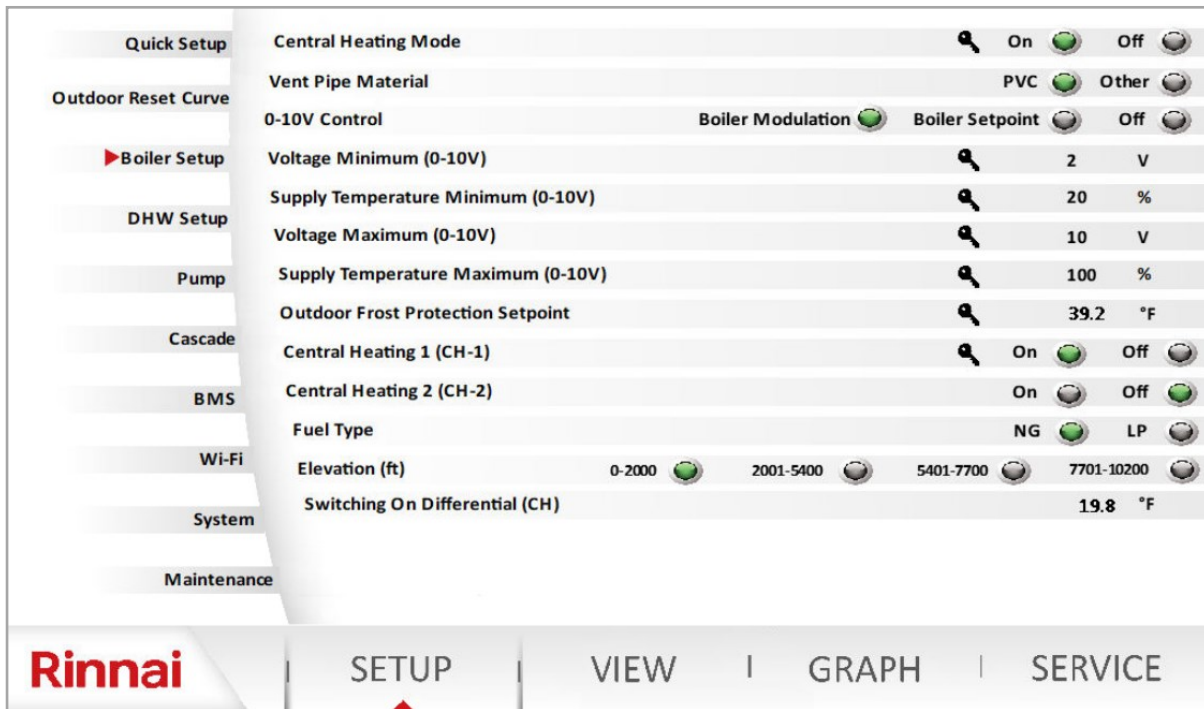 Quick Setup
Outdoor Reset Curve
Boiler Setup
DHW Setup
Pump
Cascade
BMS
Wi-Fi
System
Maintenance
Central Heating Mode On Off
Vent Pipe Material PVC Other
0-10V Control Boiler Modulation Boiler Setpoint Off
Voltage Minimum (0-10V) 2 V
Supply Temperature Minimum (0-10V) 20 %
Voltage Maximum (0-10V) 10 V
Supply Temperature Maximum (0-10V) 100 %
Outdoor Frost Protection Setpoint 39.2 °F
Central Heating 1 (CH-1) On Off
Central Heating 2 (CH-2) On Off
Fuel Type NG LP
Elevation (ft) 0-2000 2001-5400 5401-7700 7701-10200
Switching On Differential (CH) 19.8 °F
Rinnai SETUP VIEW GRAPH SERVICE